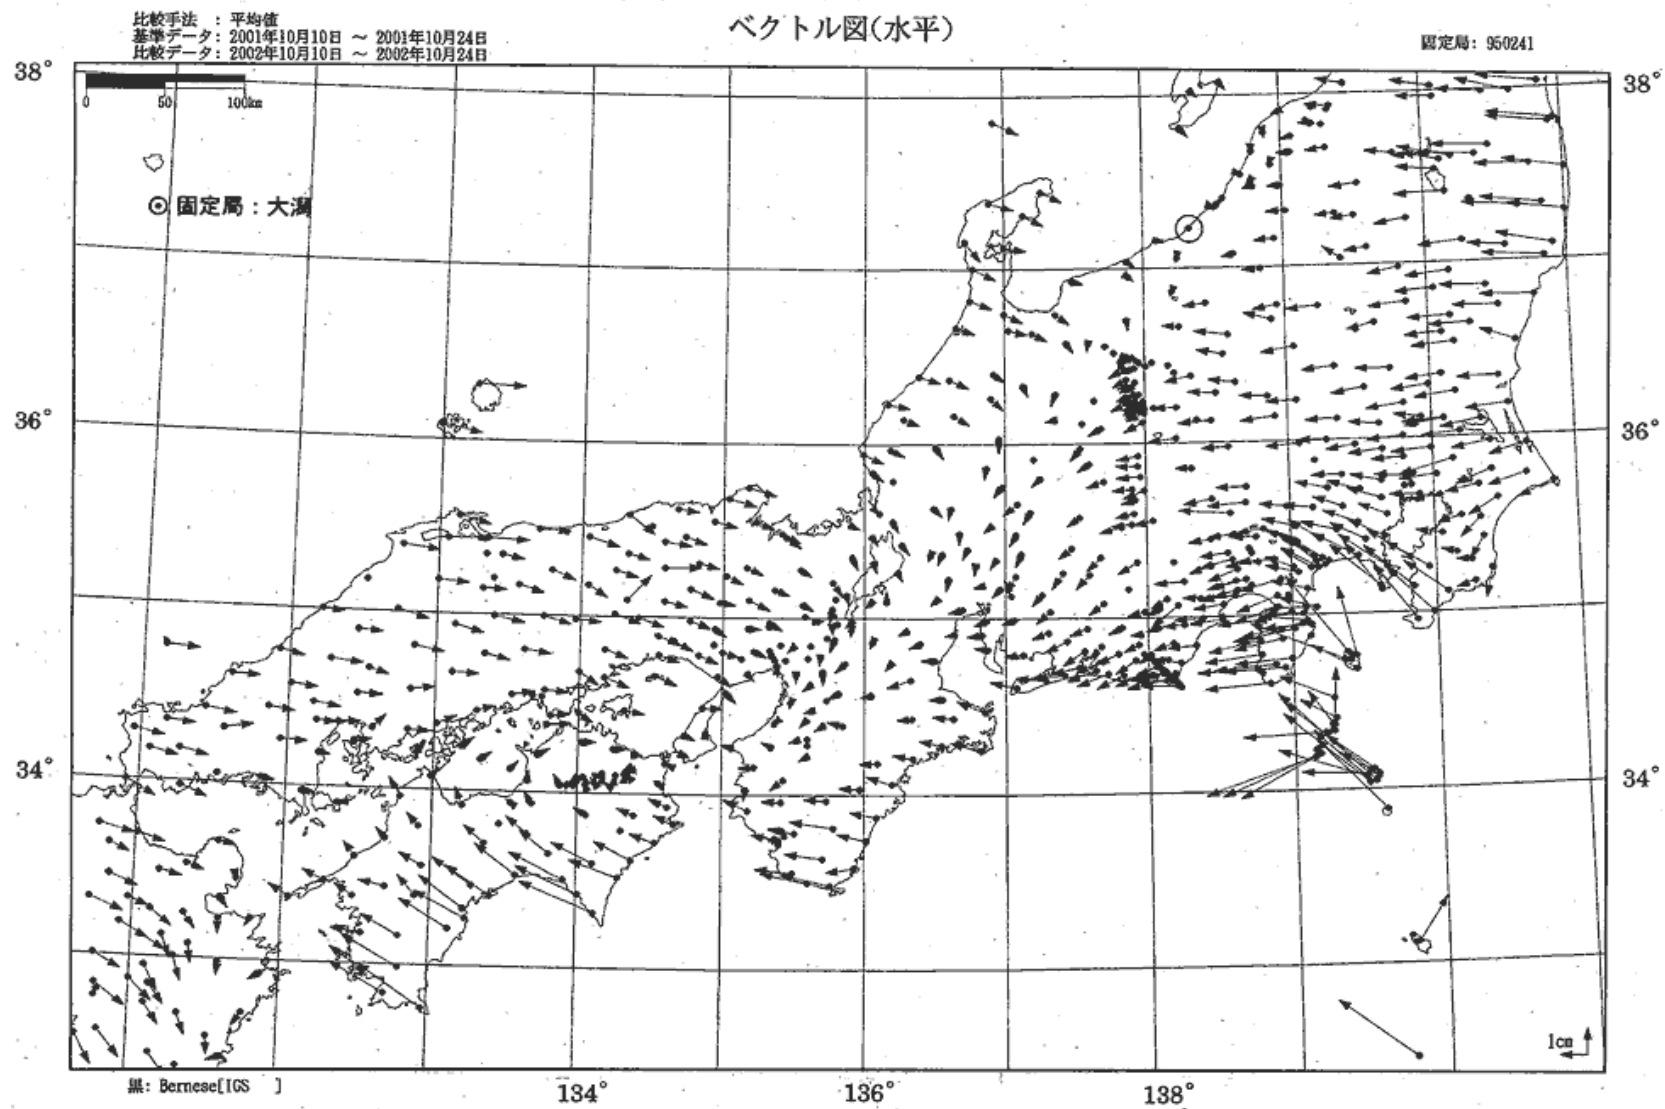 比較手法 : 平均値
基準データ: 2001年10月10日 ～ 2001年10月24日
比較データ: 2002年10月10日 ～ 2002年10月24日
ベクトル図(水平)
固定局: 950241
38°
38°
0 50 100km
固定局：大潟
36°
36°
34°
34°
1cm
黒: Bernese[IGS ]
134°
136°
138°